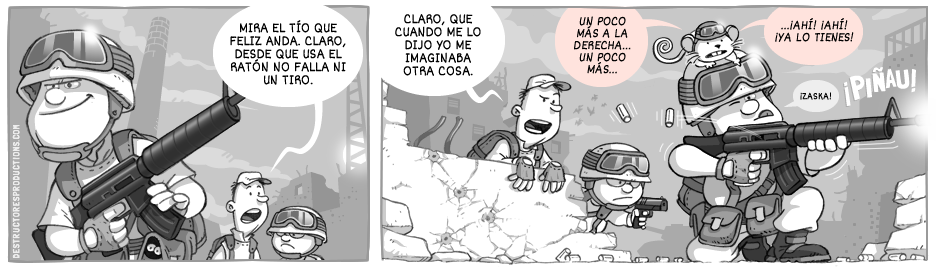 MIRA EL TÍO QUE
FELIZ ANDA. CLARO,
DESDE QUE USA EL
RATÓN NO FALLA NI
UN TIRO.
DESTRUCTORESPRODUCTIONS.COM
CLARO, QUE
CUANDO ME LO
DIJO YO ME
IMAGINABA
OTRA COSA.
UN POCO
MÁS A LA
DERECHA...
UN POCO
MÁS...
...¡AHÍ! ¡AHÍ!
¡YA LO TIENES!
¡ZASKA!
¡PIÑAU!